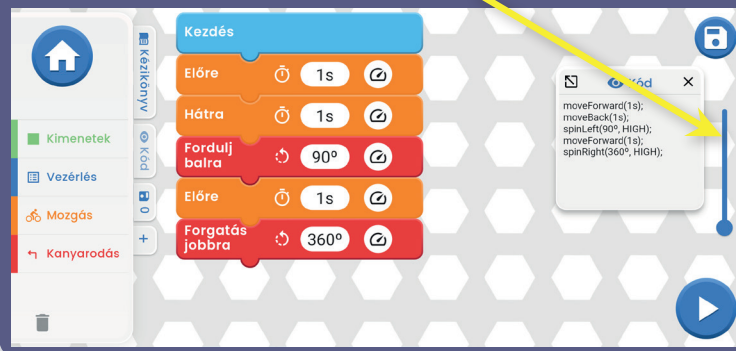 Kimenetek
Vezérlés
Mozgás
Kanyarodás
Kézikönyv
Kód
0
+
Kezdés
Előre 1s
Hátra 1s
Fordulj
balra 90º
Előre 1s
Forgatás
jobbra 360º
Kód
moveForward(1s);
moveBack(1s);
spinLeft(90º, HIGH);
moveForward(1s);
spinRight(360º, HIGH);